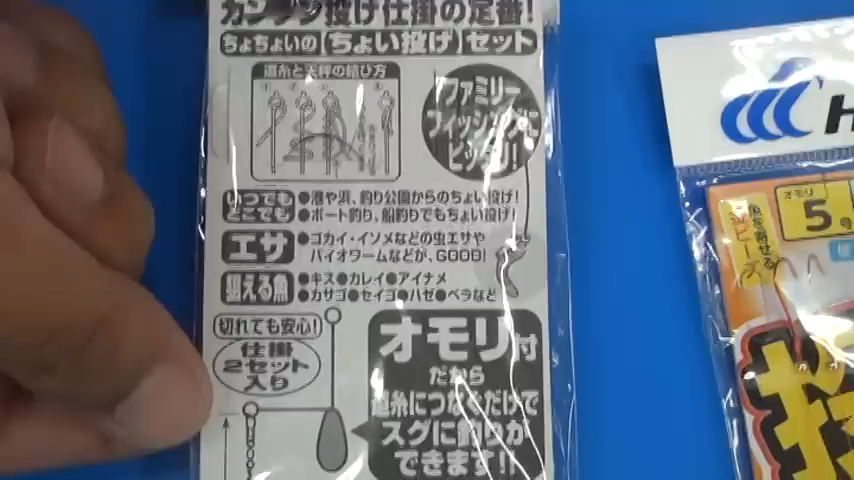 カンタン投げ仕掛の定番!
ちょちょいの(ちょい投げ)セット
道糸と天秤の結び方
ファミリー
フィッシングに
ピッタリ!
いつでも
どこでも
●港や浜、釣り公園からのちょい投げ!
●ボート釣り、船釣りでもちょい投げ!
エサ
●ゴカイ・イソメなどの虫エサや
バイオワームなどが、GOOD!
狙える魚
●キス●カレイ●アイナメ
●カサゴ●セイゴ●ハゼ●ベラなど
切れても安心!
仕掛
2セット
入り
オモリ付
だから
道糸につなぐだけで
スグに釣りが
できます!!
H
オモリ
5g
魚を寄せる